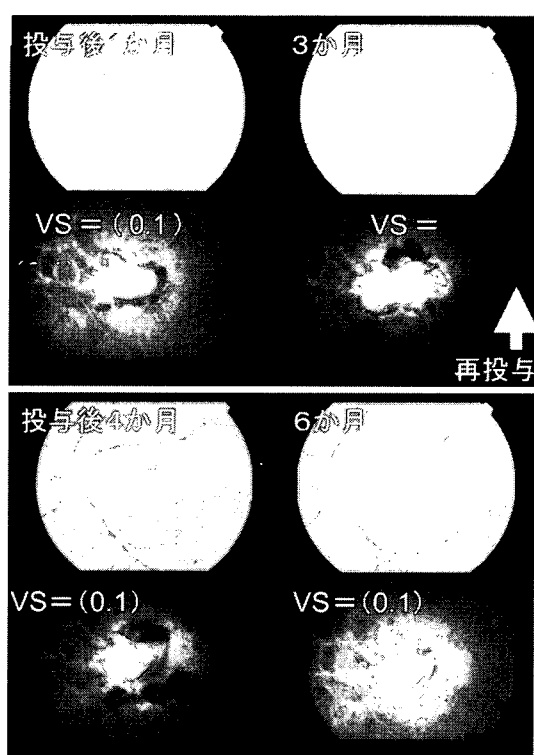 投与後1か月
3か月
VS=(0.1)
VS=
再投与
投与後4か月
6か月
VS=(0.1)
VS=(0.1)